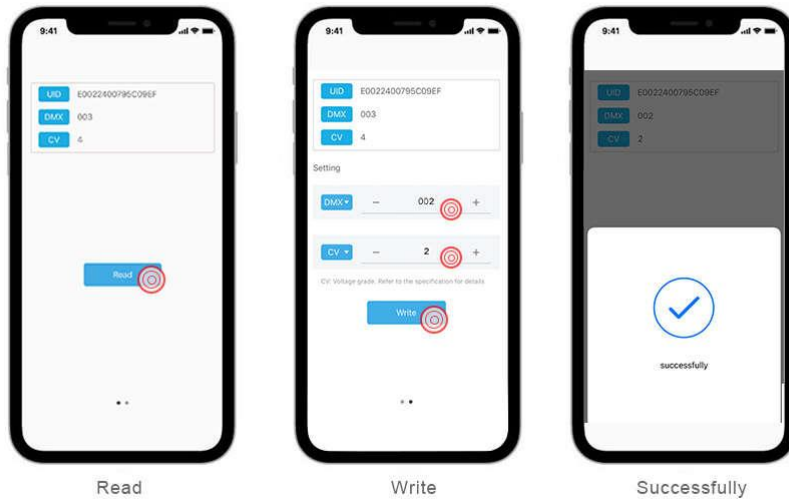 9:41
UID E0022400795C09EF
DMX 003
CV 4
Read
Read
9:41
UID E0022400795C09EF
DMX 003
CV 4
Setting
DMX − 002 +
CV − 2 +
CV: Voltage grade. Refer to the specification for details
Write
Write
9:41
UID E0022400795C09EF
DMX 002
CV 2
successfully
Successfully